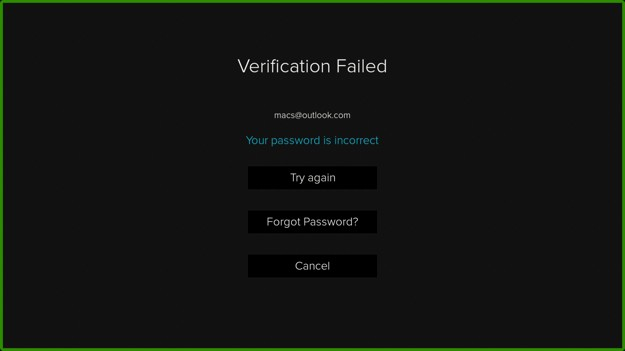 Verification Failed
macs@outlook.com
Your password is incorrect
Try again
Forgot Password?
Cancel